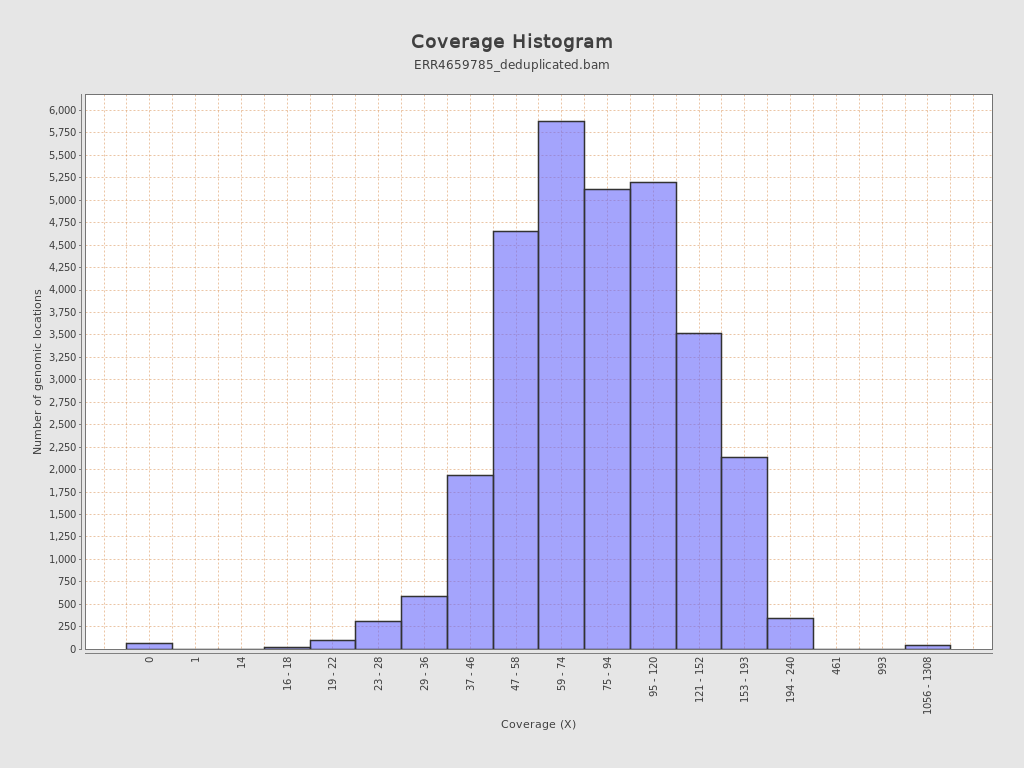 Coverage Histogram
ERR4659785_deduplicated.bam
Number of genomic locations
6,000
5,750
5,500
5,250
5,000
4,750
4,500
4,250
4,000
3,750
3,500
3,250
3,000
2,750
2,500
2,250
2,000
1,750
1,500
1,250
1,000
750
500
250
0
0
1
14
16 - 18
19 - 22
23 - 28
29 - 36
37 - 46
47 - 58
59 - 74
75 - 94
95 - 120
121 - 152
153 - 193
194 - 240
461
993
1056 - 1308
Coverage (X)